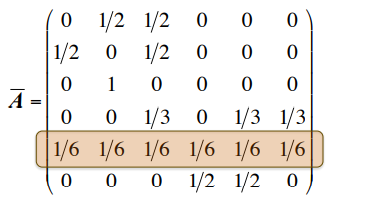 0 1/2 1/2 0 0 0
1/2 0 1/2 0 0 0
0 1 0 0 0 0
A̅ =
0 0 1/3 0 1/3 1/3
1/6 1/6 1/6 1/6 1/6 1/6
0 0 0 1/2 1/2 0